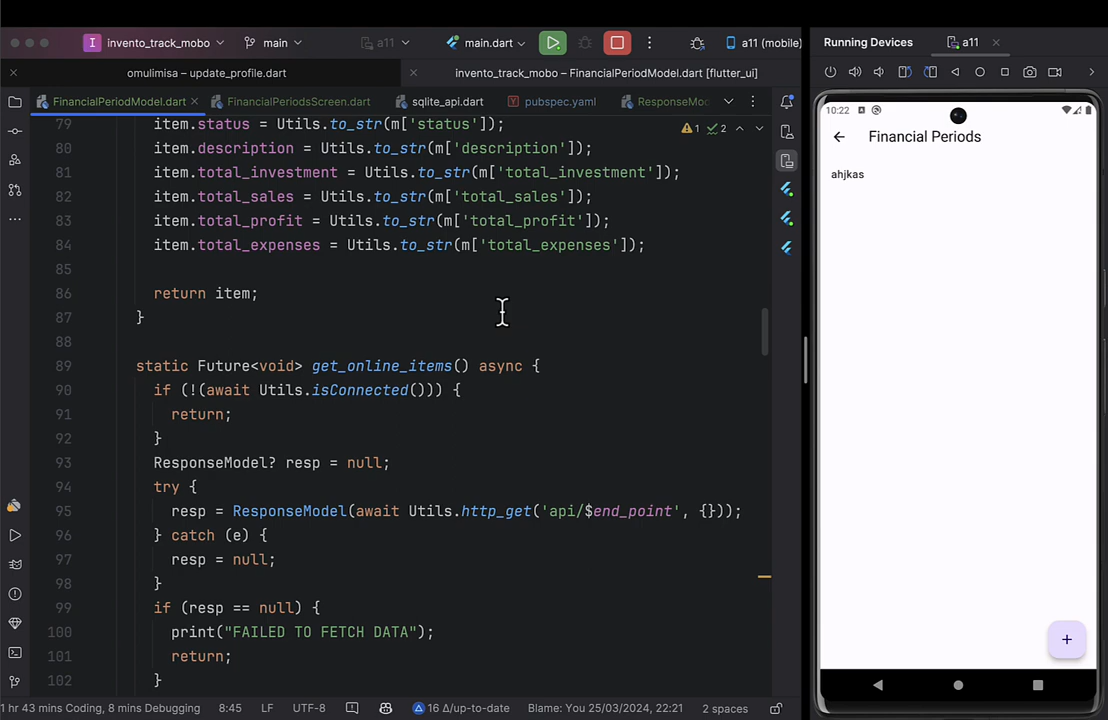 invento_track_mobo
main
a11
main.dart
a11 (mobile)
Running Devices
a11
omulimisa – update_profile.dart
invento_track_mobo – FinancialPeriodModel.dart [flutter_ui]
FinancialPeriodModel.dart
FinancialPeriodsScreen.dart
sqlite_api.dart
pubspec.yaml
ResponseMod
1
2
79 item.status = Utils.to_str(m['status']);
80 item.description = Utils.to_str(m['description']);
81 item.total_investment = Utils.to_str(m['total_investment']);
82 item.total_sales = Utils.to_str(m['total_sales']);
83 item.total_profit = Utils.to_str(m['total_profit']);
84 item.total_expenses = Utils.to_str(m['total_expenses']);
85
86 return item;
87 }
88
89 static Future<void> get_online_items() async {
90 if (!(await Utils.isConnected())) {
91 return;
92 }
93 ResponseModel? resp = null;
94 try {
95 resp = ResponseModel(await Utils.http_get('api/$end_point', {}));
96 } catch (e) {
97 resp = null;
98 }
99 if (resp == null) {
100 print("FAILED TO FETCH DATA");
101 return;
102 }
1 hr 43 mins Coding, 8 mins Debugging
8:45
LF
UTF-8
16 Δ/up-to-date
Blame: You 25/03/2024, 22:21
2 spaces
10:22
Financial Periods
ahjkas
+